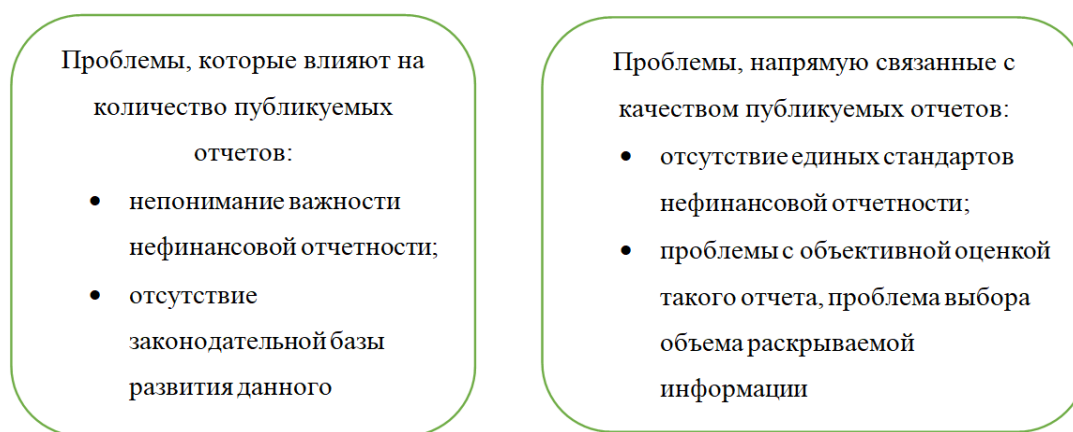 Проблемы, которые влияют на
количество публикуемых
отчетов:
• непонимание важности
нефинансовой отчетности;
• отсутствие
законодательной базы
развития данного
Проблемы, напрямую связанные с
качеством публикуемых отчетов:
• отсутствие единых стандартов
нефинансовой отчетности;
• проблемы с объективной оценкой
такого отчета, проблема выбора
объема раскрываемой
информации